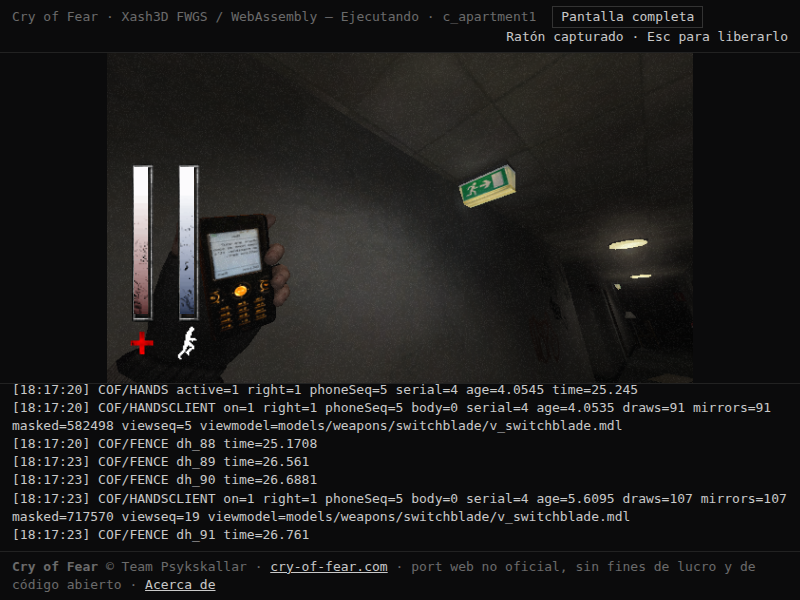 Cry of Fear · Xash3D FWGS / WebAssembly — Ejecutando · c_apartment1 Pantalla completa
Ratón capturado · Esc para liberarlo
[18:17:20] COF/HANDS active=1 right=1 phoneSeq=5 serial=4 age=4.0545 time=25.245
[18:17:20] COF/HANDSCLIENT on=1 right=1 phoneSeq=5 body=0 serial=4 age=4.0535 draws=91 mirrors=91
masked=582498 viewseq=5 viewmodel=models/weapons/switchblade/v_switchblade.mdl
[18:17:20] COF/FENCE dh_88 time=25.1708
[18:17:23] COF/FENCE dh_89 time=26.561
[18:17:23] COF/FENCE dh_90 time=26.6881
[18:17:23] COF/HANDSCLIENT on=1 right=1 phoneSeq=5 body=0 serial=4 age=5.6095 draws=107 mirrors=107
masked=717570 viewseq=19 viewmodel=models/weapons/switchblade/v_switchblade.mdl
[18:17:23] COF/FENCE dh_91 time=26.761
Cry of Fear © Team Psykskallar · cry-of-fear.com · port web no oficial, sin fines de lucro y de
código abierto · Acerca de